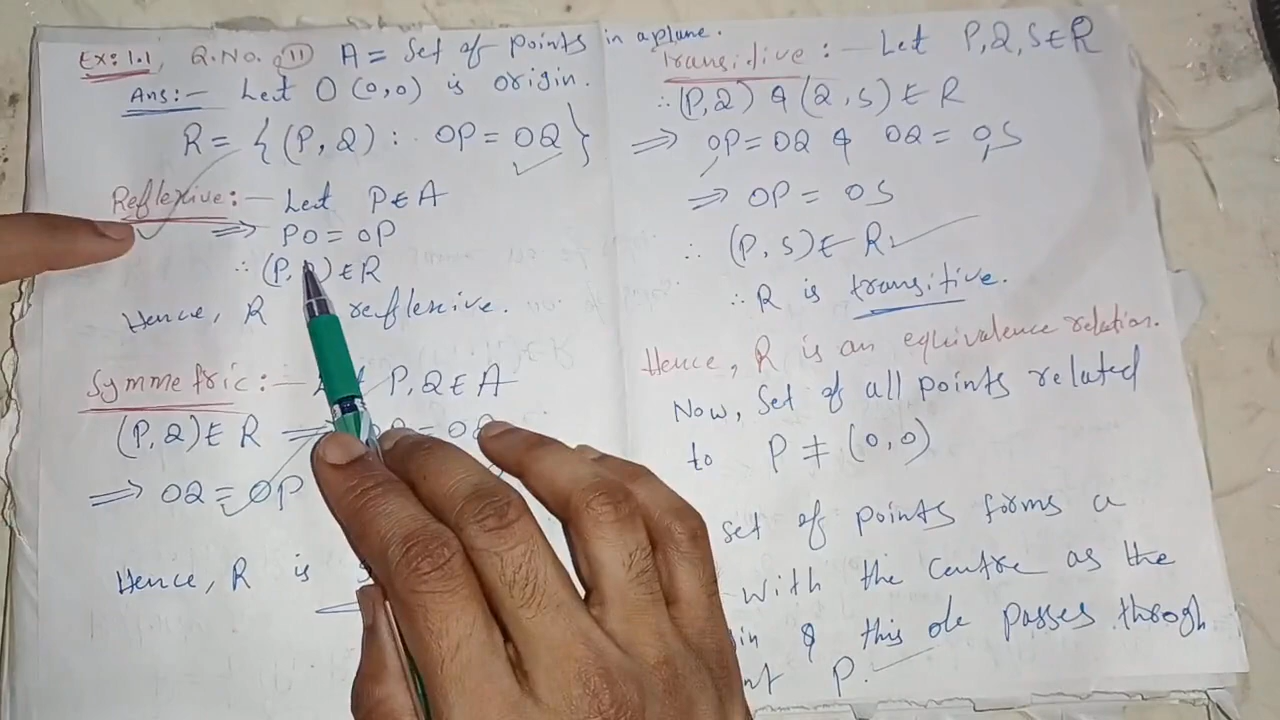 Ex: 1.1, Q.No. 11 A = Set of points in a plane.
Ans:- Let O (0,0) is origin.
R = { (P, Q) : OP = OQ }
Reflexive:- Let P ∈ A
⇒ PO = OP
∴ (P, ) ∈ R
Hence, R reflexive.
Symmetric:- P, Q ∈ A
(P, Q) ∈ R ⇒ = O
⇒ OQ = OP
Hence, R is
Transitive:- Let P, Q, S ∈ R
∴ (P, Q) & (Q, S) ∈ R
⇒ OP = OQ & OQ = OS
⇒ OP = OS
∴ (P, S) ∈ R
∴ R is transitive.
Hence, R is an equivalence relation.
Now, Set of all points related
to P ≠ (0, 0)
set of points forms a
with the centre as the
in & this passes through
nt P.